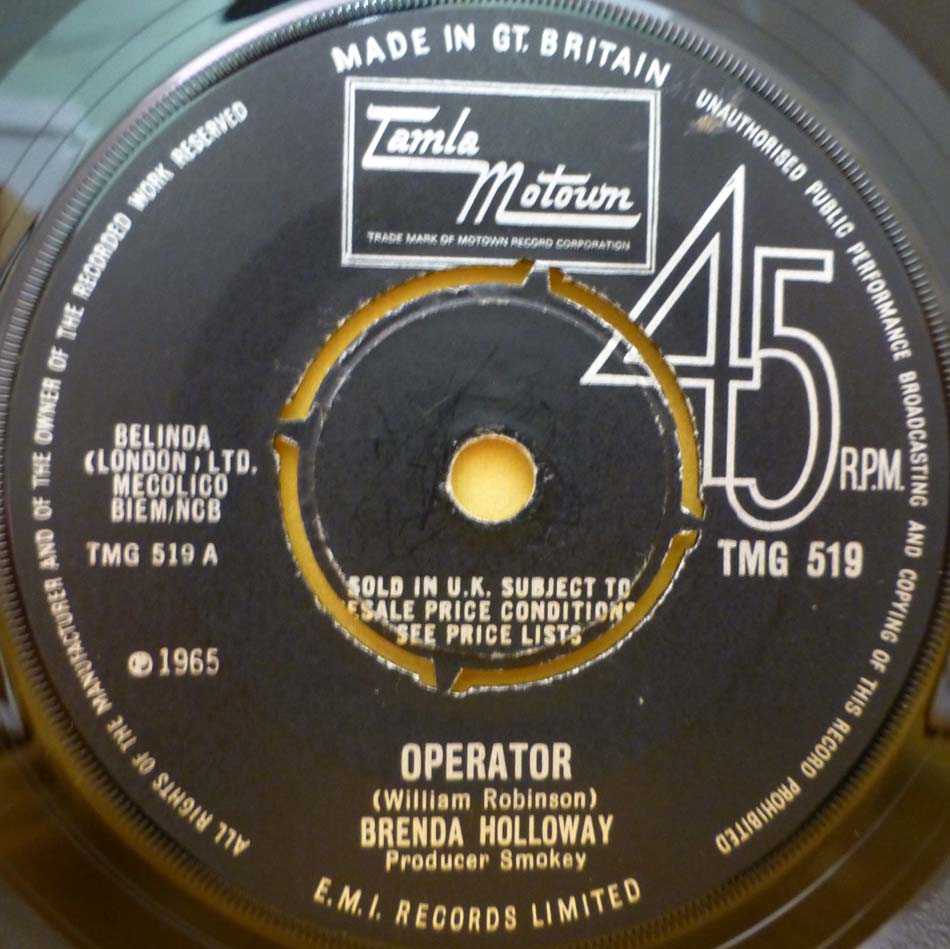 MADE IN GT. BRITAIN
Tamla
Motown
TRADE MARK OF MOTOWN RECORD CORPORATION
45
R.P.M.
TMG 519
BELINDA
(LONDON) LTD.
MECOLICO
BIEM/NCB
TMG 519 A
℗ 1965
SOLD IN U.K. SUBJECT TO
ESALE PRICE CONDITIONS
SEE PRICE LISTS
OPERATOR
(William Robinson)
BRENDA HOLLOWAY
Producer Smokey
E.M.I. RECORDS LIMITED
ALL RIGHTS OF THE MANUFACTURER AND OF THE OWNER OF THE RECORDED WORK RESERVED
UNAUTHORISED PUBLIC PERFORMANCE BROADCASTING AND COPYING OF THIS RECORD PROHIBITED